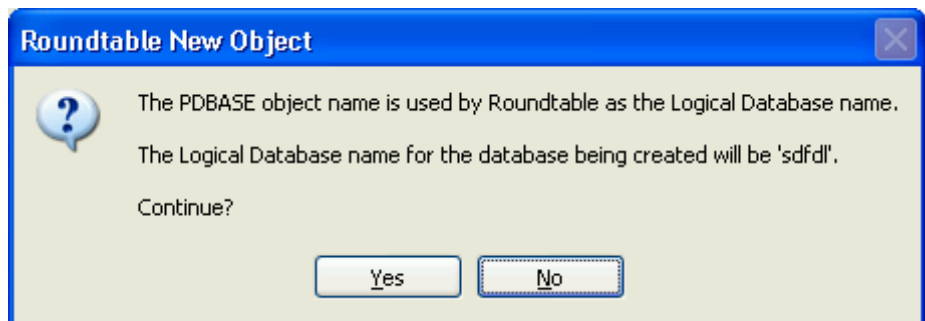 Roundtable New Object
The PDBASE object name is used by Roundtable as the Logical Database name.
The Logical Database name for the database being created will be 'sdfdl'.
Continue?
Yes
No